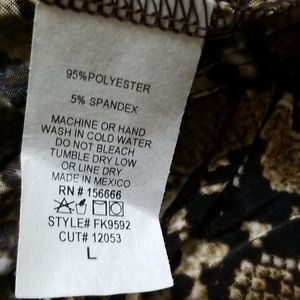 95%POLYESTER
5% SPANDEX
MACHINE OR HAND
WASH IN COLD WATER
DO NOT BLEACH
TUMBLE DRY LOW
OR LINE DRY
MADE IN MEXICO
RN# 156666
STYLE# FK9592
CUT# 12053
L